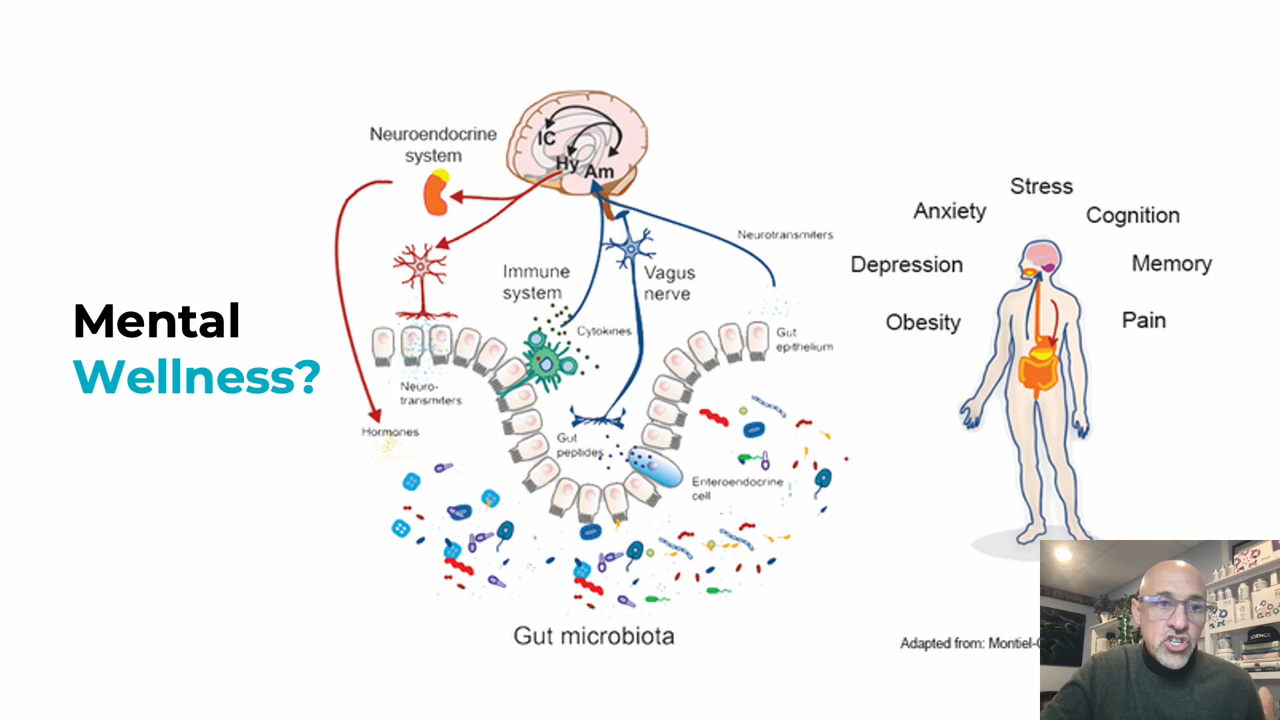 Mental
Wellness?
Neuroendocrine
system
IC
Hy
Am
Neurotransmiters
Immune
system
Vagus
nerve
Cytokines
Gut
epithelium
Neuro-
transmiters
Hormones
Gut
peptides
Enteroendocrine
cell
Gut microbiota
Stress
Anxiety
Cognition
Depression
Memory
Obesity
Pain
Adapted from: Montiel-